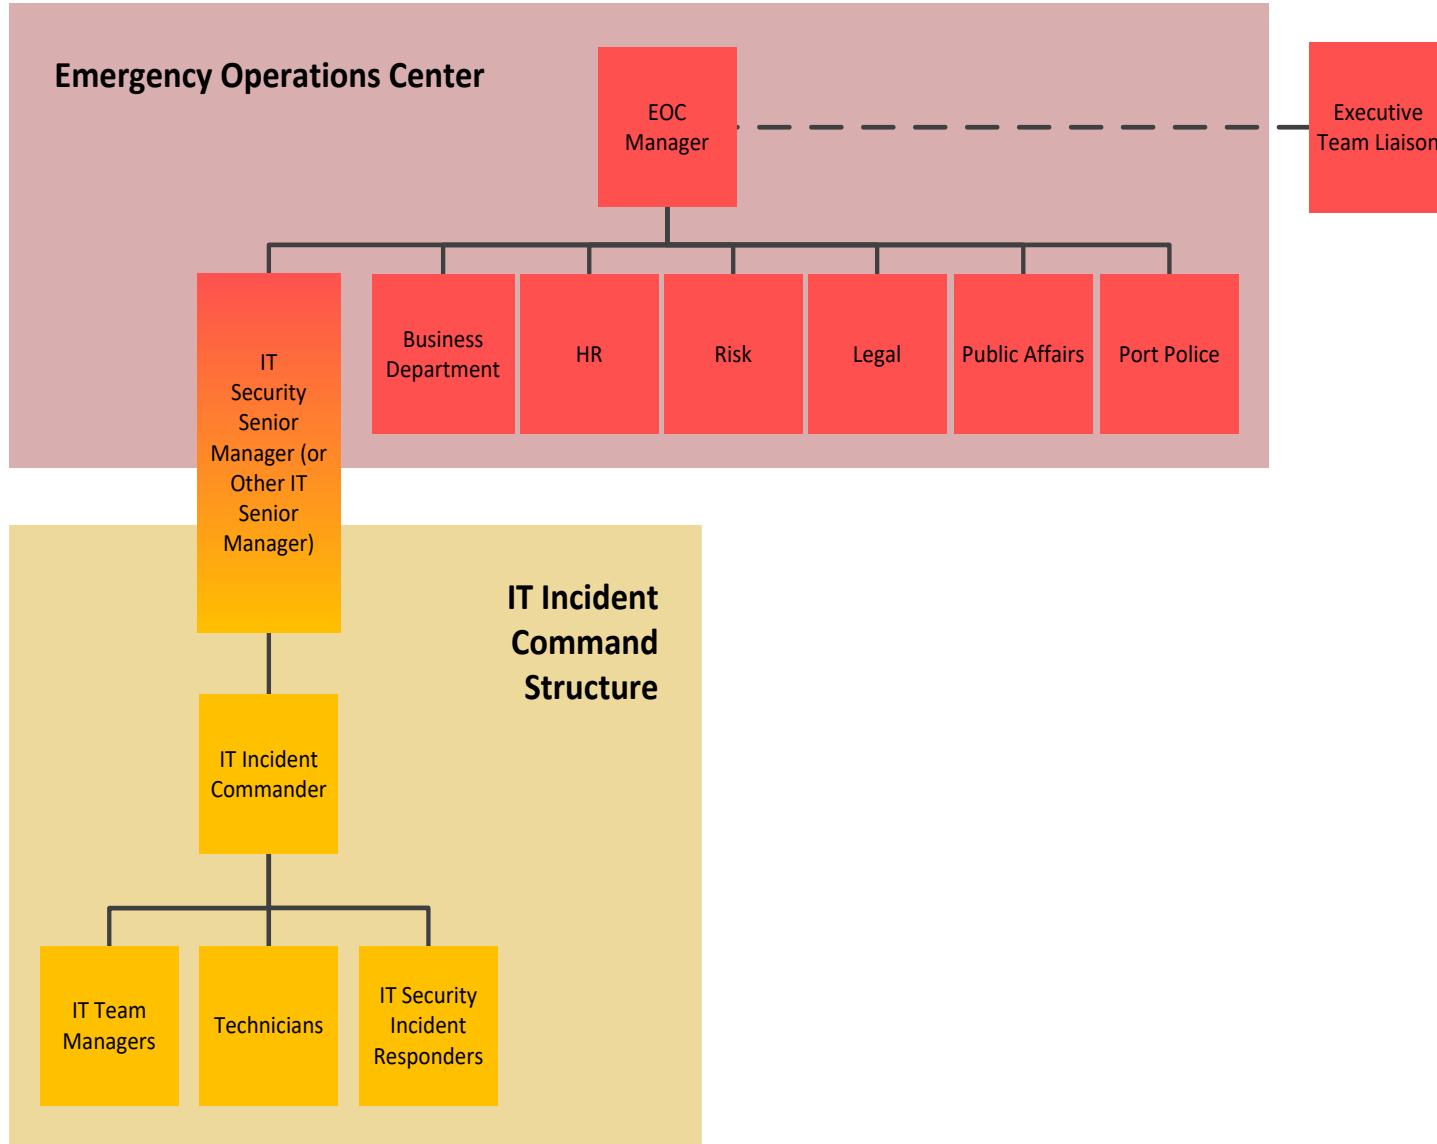 Emergency Operations Center
EOC
Manager
Executive
Team Liaison
IT
Security
Senior
Manager (or
Other IT
Senior
Manager)
Business
Department
HR
Risk
Legal
Public Affairs
Port Police
IT Incident
Command
Structure
IT Incident
Commander
IT Team
Managers
Technicians
IT Security
Incident
Responders